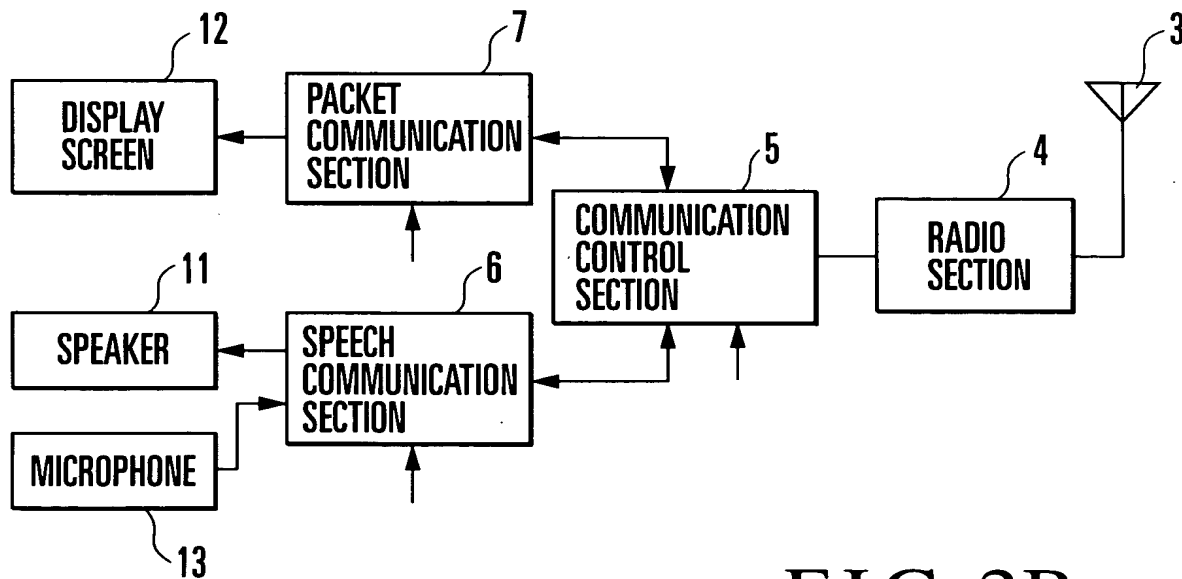 12
7
3
DISPLAY
SCREEN
PACKET
COMMUNICATION
SECTION
5
4
COMMUNICATION
CONTROL
SECTION
RADIO
SECTION
11
6
SPEAKER
SPEECH
COMMUNICATION
SECTION
MICROPHONE
13